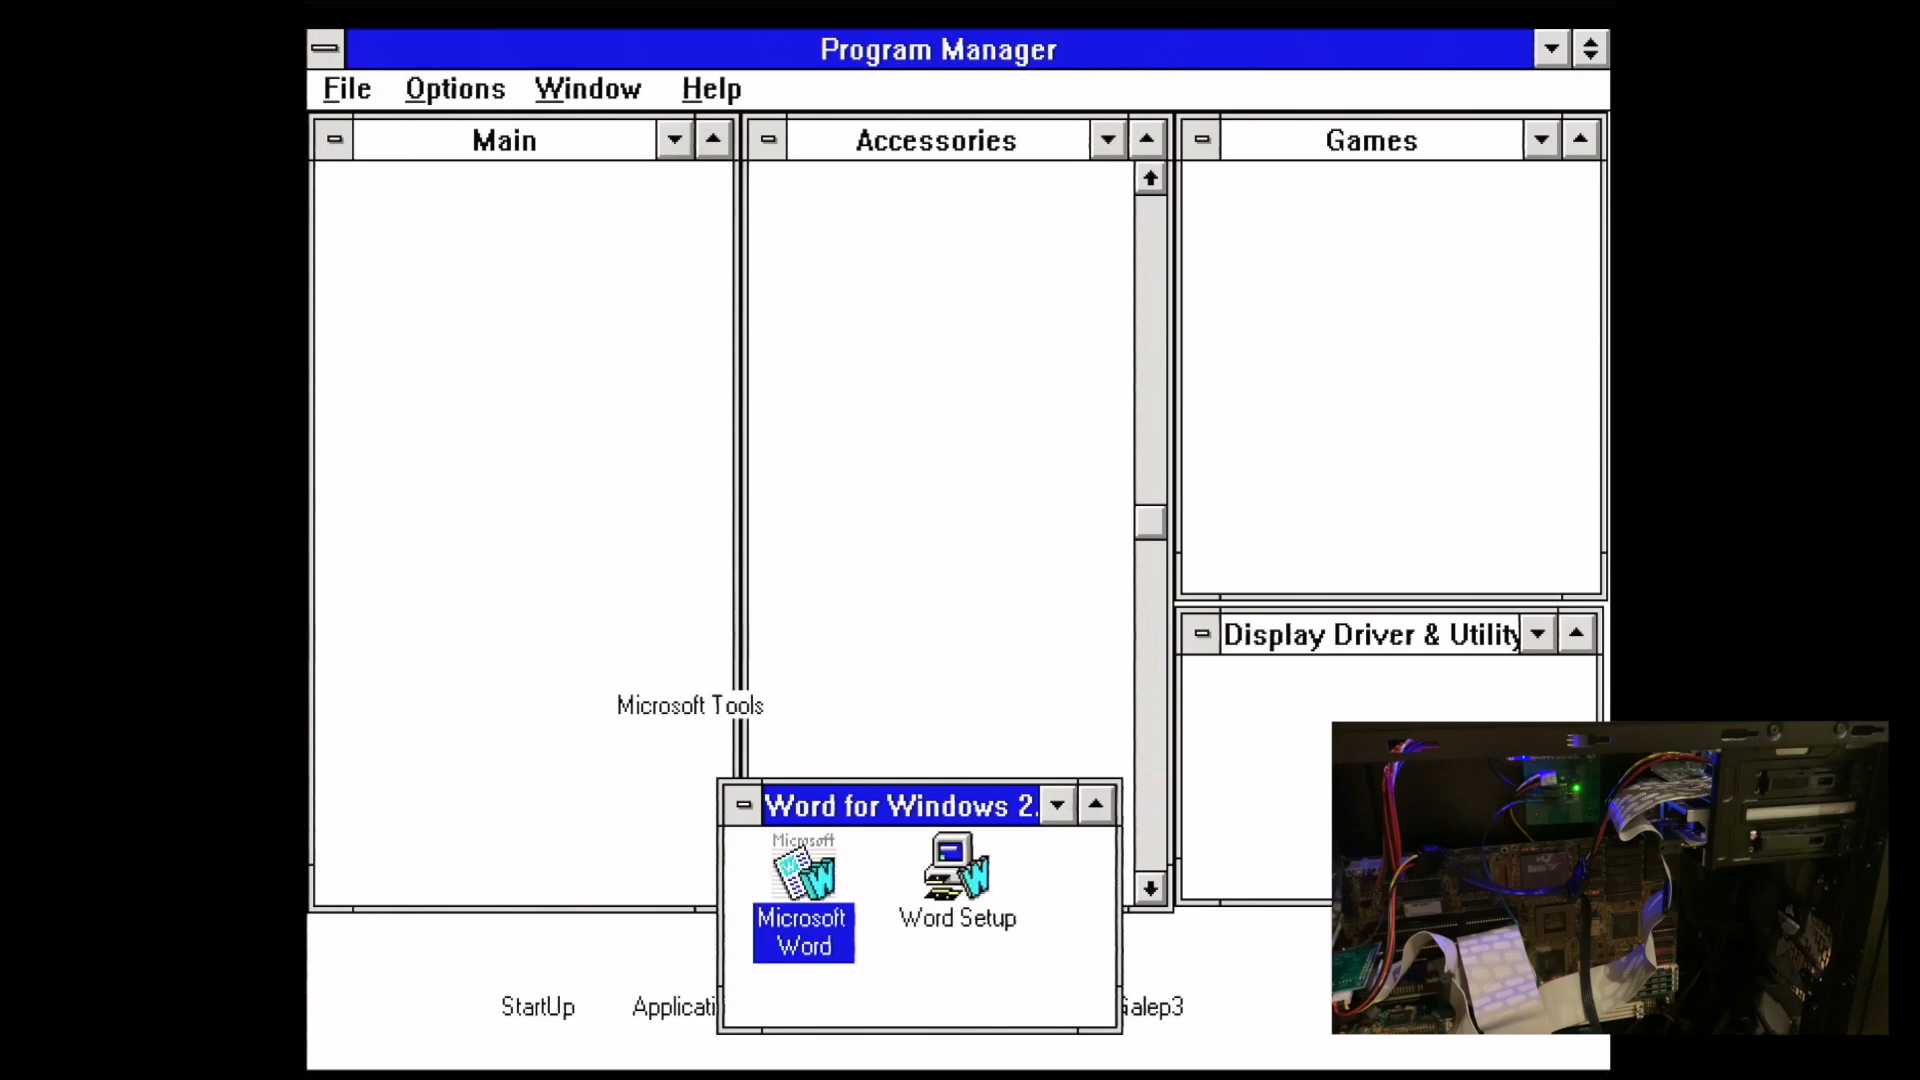 Program Manager
File Options Window Help
Main
Accessories
Games
Display Driver & Utility
Microsoft Tools
Word for Windows 2.
Microsoft
Microsoft
Word
Word Setup
StartUp
Applicati
Galep3